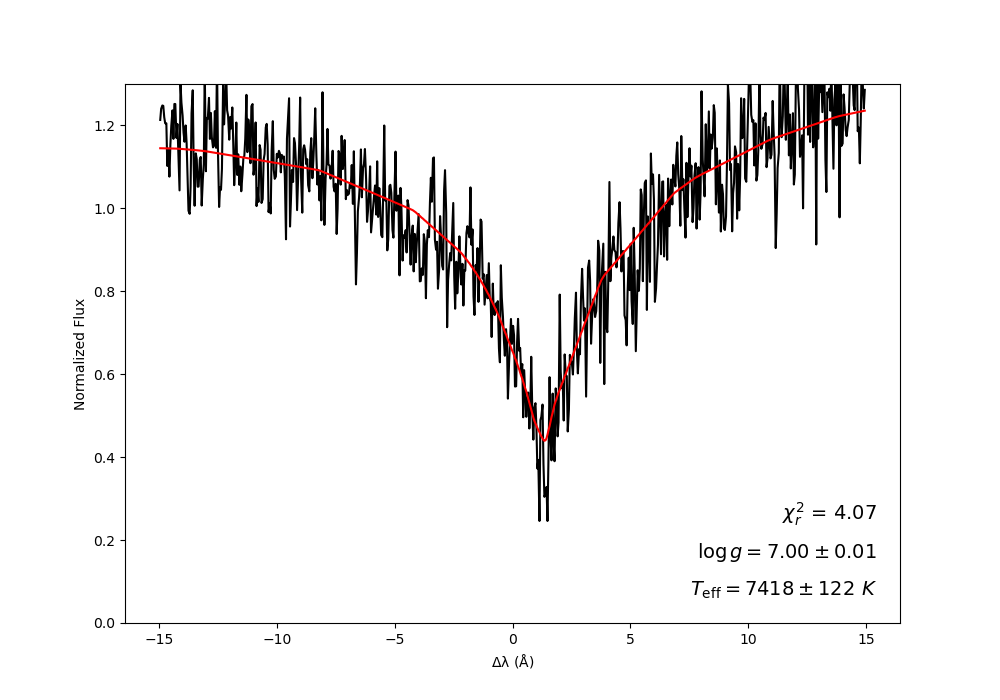 1.2
1.0
0.8
0.6
0.4
0.2
0.0
Normalized Flux
χ²ᵣ = 4.07
log g = 7.00 ± 0.01
T_eff = 7418 ± 122 K
−15 −10 −5 0 5 10 15
Δλ (Å)